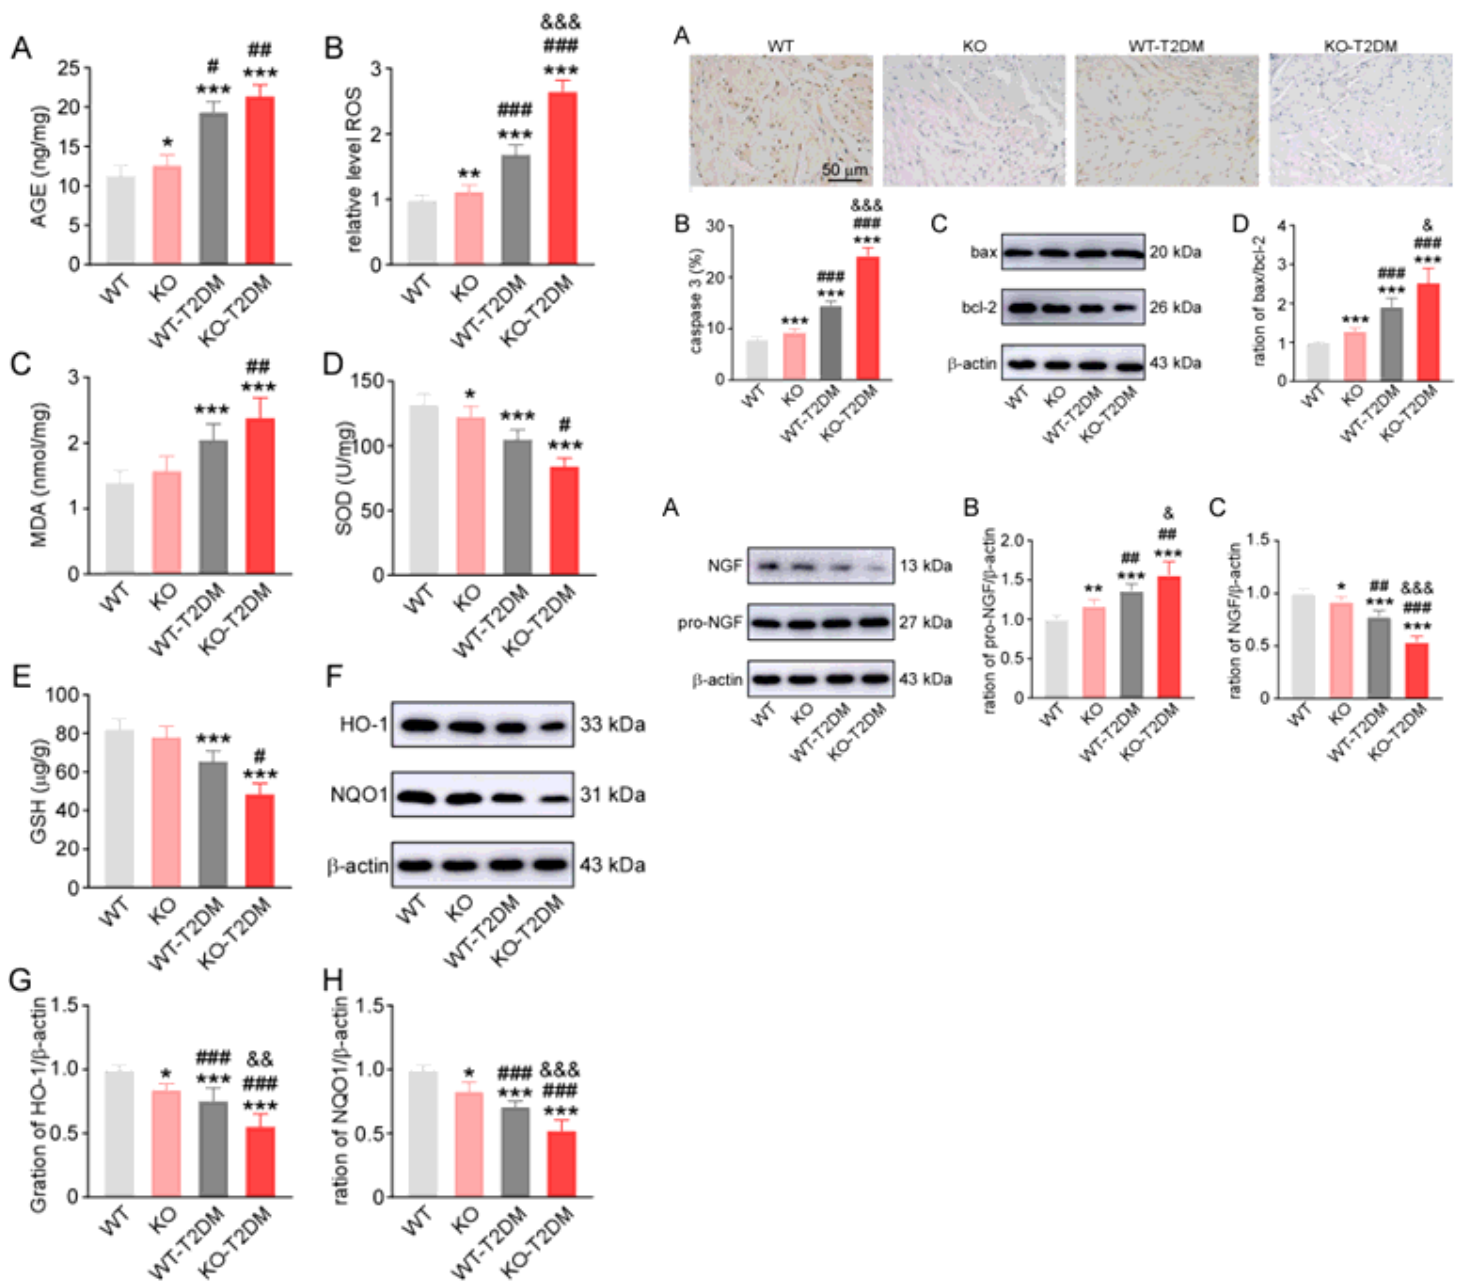 A
AGE (ng/mg)
25
20
15
10
5
0
*
#
***
##
***
WT
KO
WT-T2DM
KO-T2DM
B
relative level ROS
3
2
1
0
**
###
***
&&&
###
***
WT
KO
WT-T2DM
KO-T2DM
C
MDA (nmol/mg)
3
2
1
0
***
##
***
WT
KO
WT-T2DM
KO-T2DM
D
SOD (U/mg)
150
100
50
0
*
***
#
***
WT
KO
WT-T2DM
KO-T2DM
E
GSH (μg/g)
100
80
60
40
20
0
***
#
***
WT
KO
WT-T2DM
KO-T2DM
F
HO-1 33 kDa
NQO1 31 kDa
β-actin 43 kDa
WT
KO
WT-T2DM
KO-T2DM
G
Gration of HO-1/β-actin
1.5
1.0
0.5
0
*
###
***
&&
###
***
WT
KO
WT-T2DM
KO-T2DM
H
ration of NQO1/β-actin
1.5
1.0
0.5
0
*
###
***
&&&
###
***
WT
KO
WT-T2DM
KO-T2DM
A
WT KO WT-T2DM KO-T2DM
50 μm
B
caspase 3 (%)
30
20
10
0
***
###
***
&&&
###
***
WT
KO
WT-T2DM
KO-T2DM
C
bax 20 kDa
bcl-2 26 kDa
β-actin 43 kDa
WT
KO
WT-T2DM
KO-T2DM
D
ration of bax/bcl-2
4
3
2
1
0
***
###
***
&
###
***
WT
KO
WT-T2DM
KO-T2DM
A
NGF 13 kDa
pro-NGF 27 kDa
β-actin 43 kDa
WT
KO
WT-T2DM
KO-T2DM
B
ration of pro-NGF/β-actin
2.0
1.5
1.0
0.5
0
**
##
***
&
##
***
WT
KO
WT-T2DM
KO-T2DM
C
ration of NGF/β-actin
1.5
1.0
0.5
0
*
##
***
&&&
###
***
WT
KO
WT-T2DM
KO-T2DM